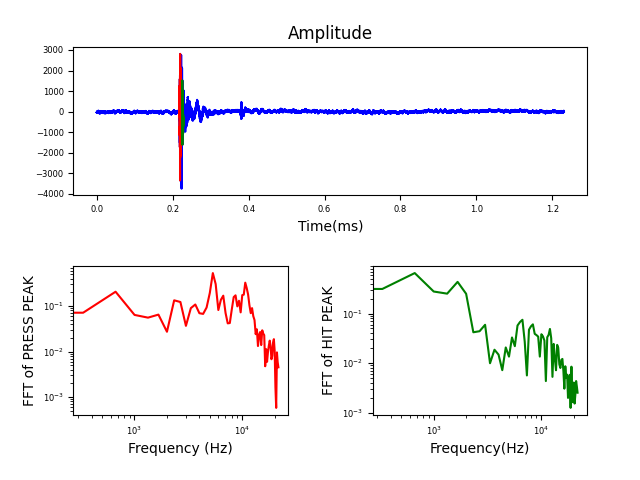 Amplitude
3000
2000
1000
0
−1000
−2000
−3000
−4000
0.0 0.2 0.4 0.6 0.8 1.0 1.2
Time(ms)
FFT of PRESS PEAK
10⁻¹
10⁻²
10⁻³
10³ 10⁴
Frequency (Hz)
FFT of HIT PEAK
10⁻¹
10⁻²
10⁻³
10³ 10⁴
Frequency(Hz)